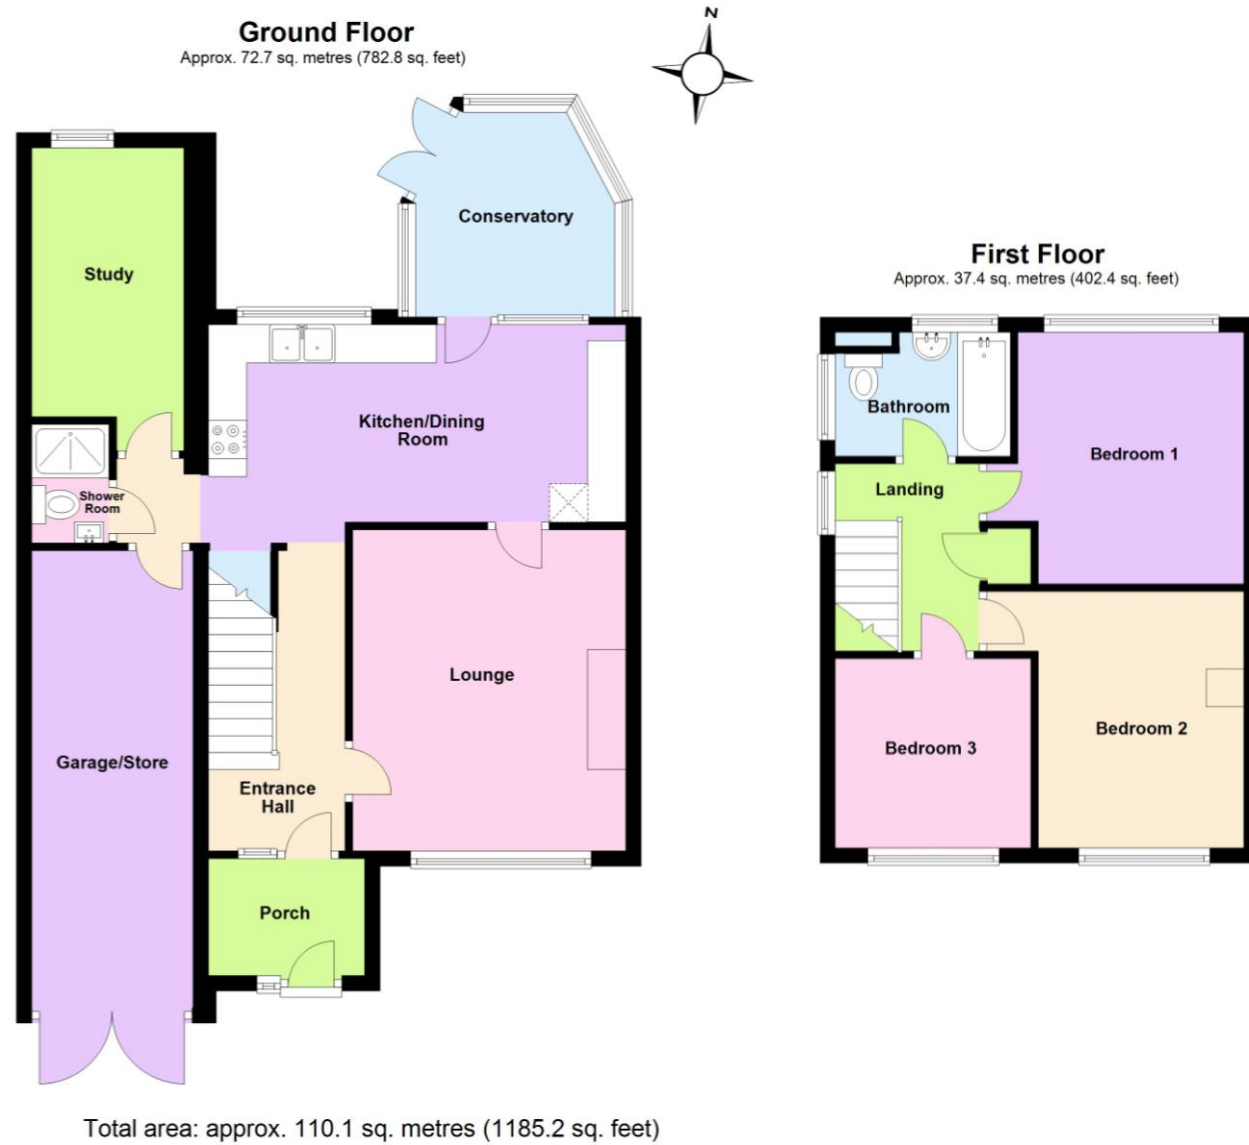 Ground Floor
Approx. 72.7 sq. metres (782.8 sq. feet)
N
Conservatory
Study
Kitchen/Dining
Room
Shower
Room
Lounge
Garage/Store
Entrance
Hall
Porch
First Floor
Approx. 37.4 sq. metres (402.4 sq. feet)
Bathroom
Bedroom 1
Landing
Bedroom 2
Bedroom 3
Total area: approx. 110.1 sq. metres (1185.2 sq. feet)